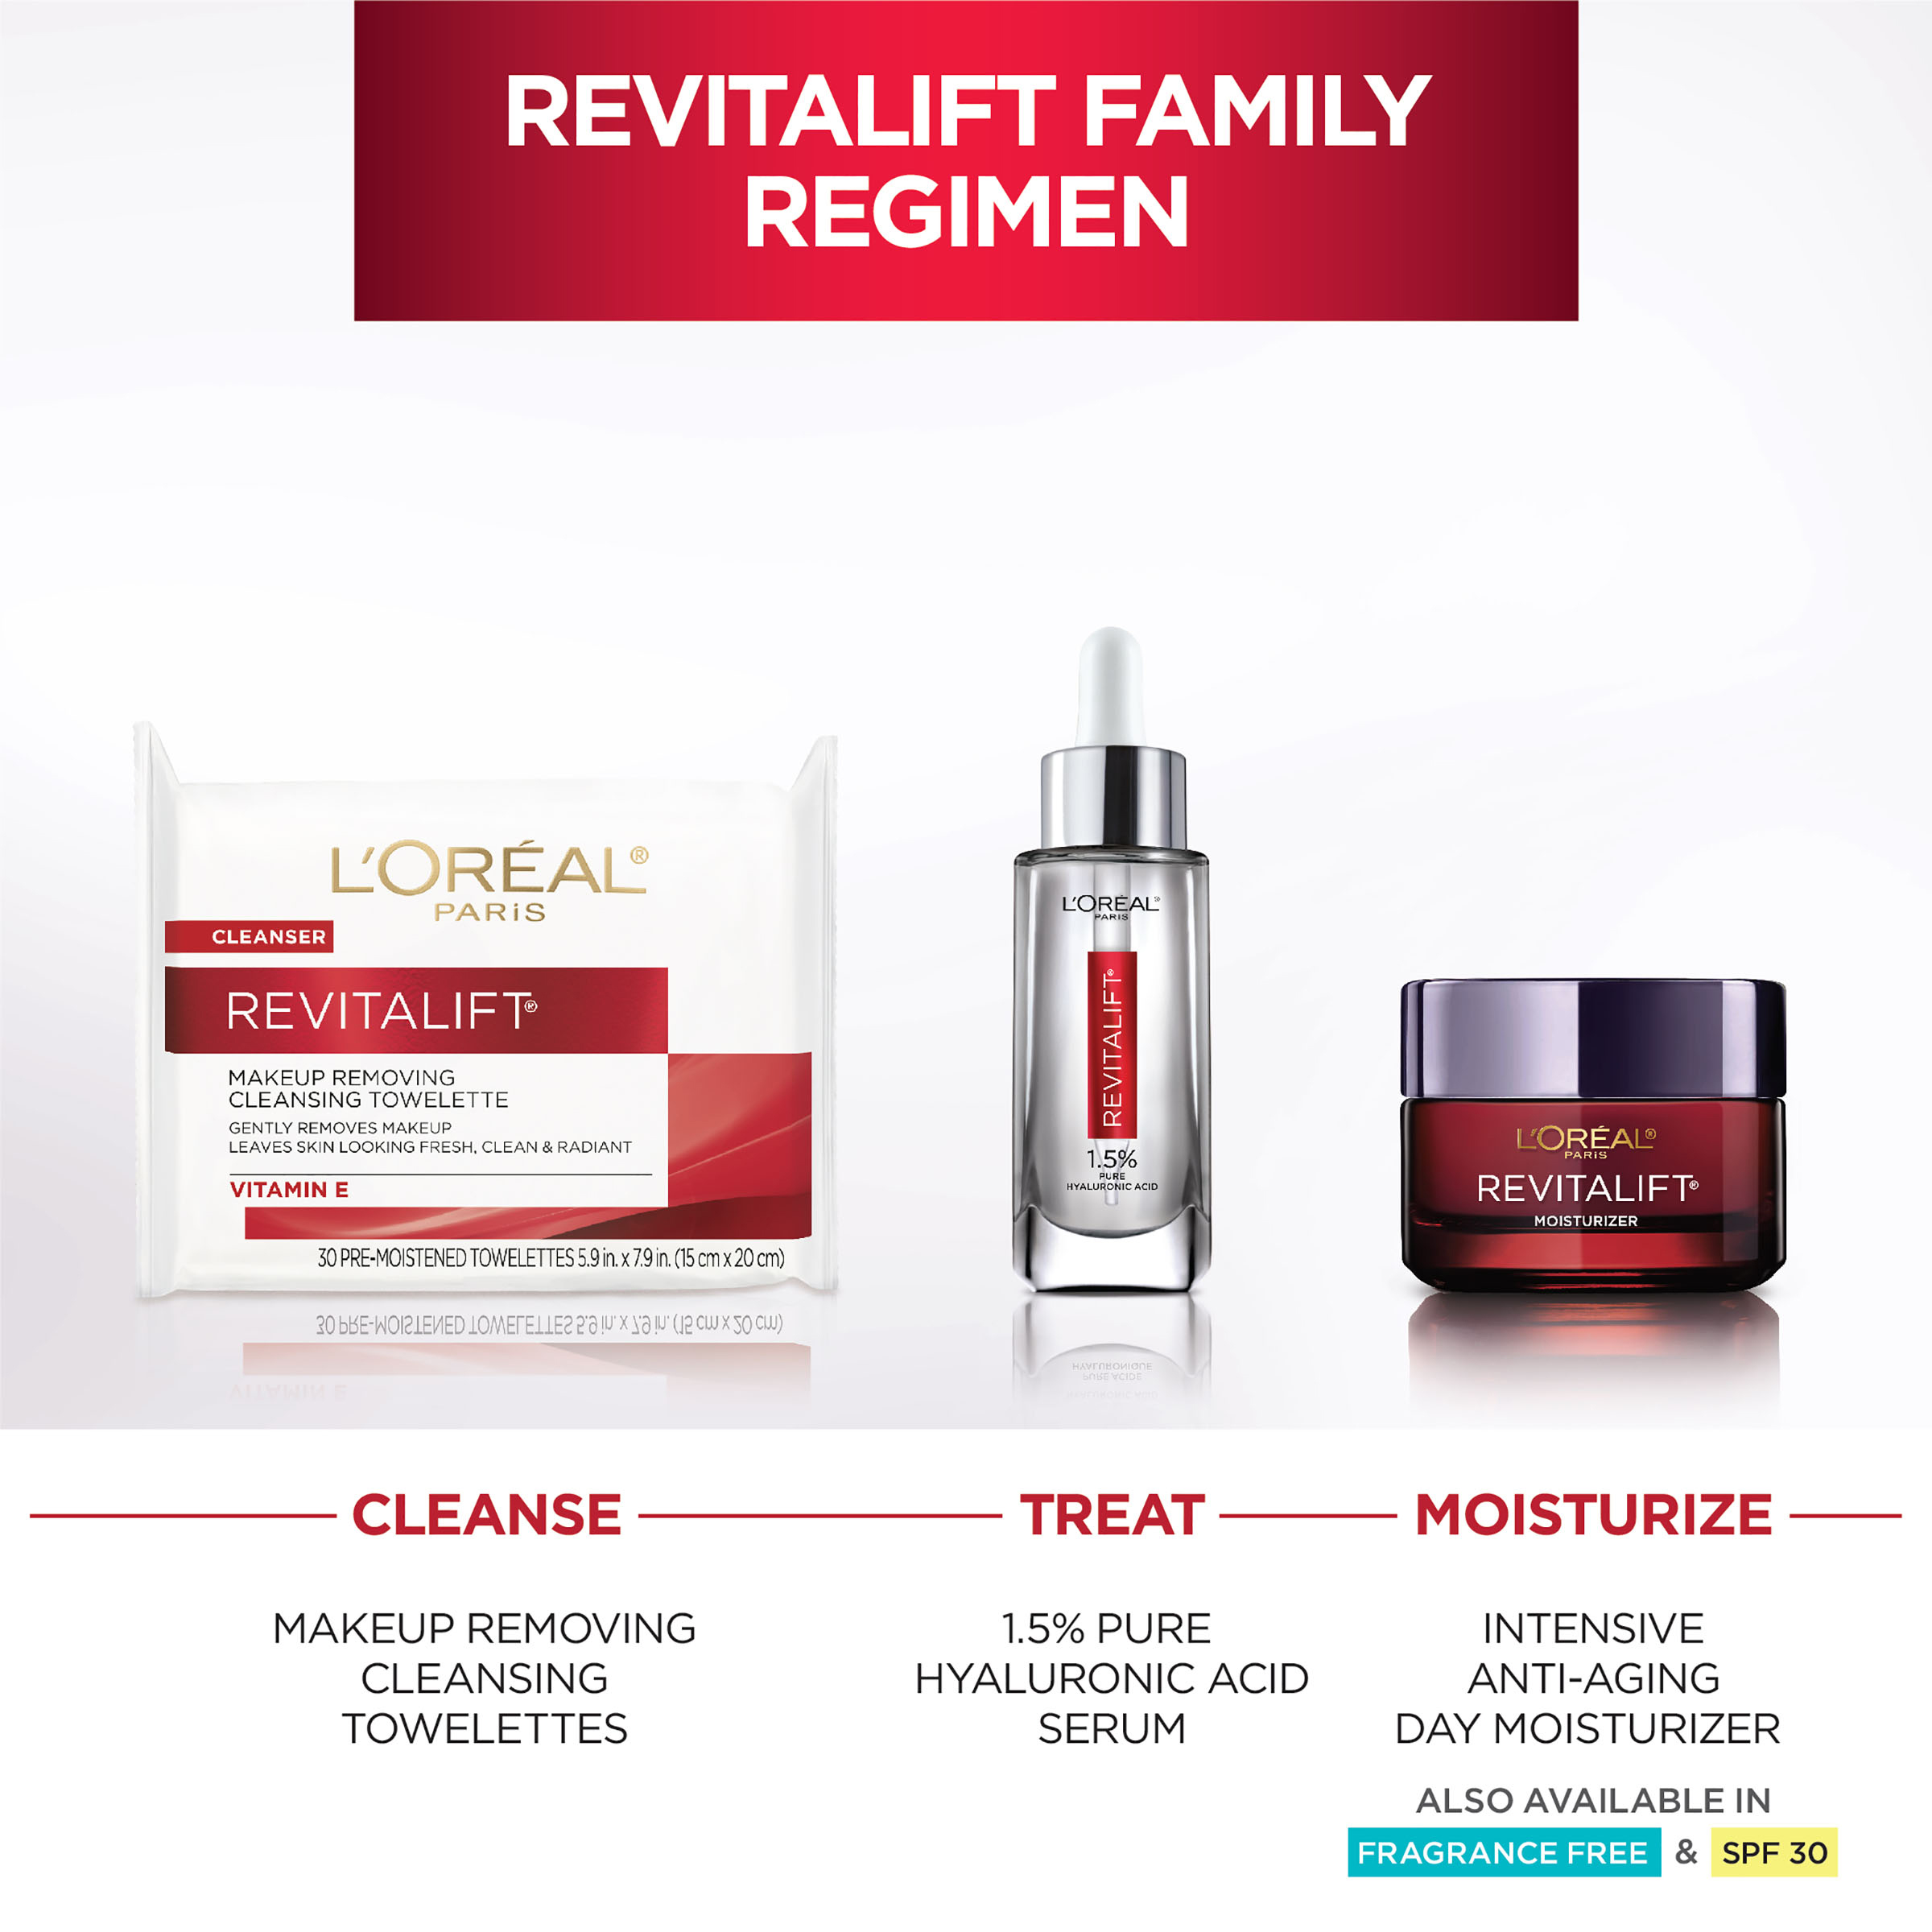 REVITALIFT FAMILY
REGIMEN
L'ORÉAL®
PARiS
CLEANSER
REVITALIFT®
MAKEUP REMOVING
CLEANSING TOWELETTE
GENTLY REMOVES MAKEUP
LEAVES SKIN LOOKING FRESH, CLEAN & RADIANT
VITAMIN E
30 PRE-MOISTENED TOWELETTES 5.9 in. x 7.9 in. (15 cm x 20 cm)
L'ORÉAL®
PARiS
REVITALIFT®
1.5%
PURE
HYALURONIC ACID
L'ORÉAL®
PARiS
REVITALIFT®
MOISTURIZER
CLEANSE
MAKEUP REMOVING
CLEANSING
TOWELETTES
TREAT
1.5% PURE
HYALURONIC ACID
SERUM
MOISTURIZE
INTENSIVE
ANTI-AGING
DAY MOISTURIZER
ALSO AVAILABLE IN
FRAGRANCE FREE & SPF 30